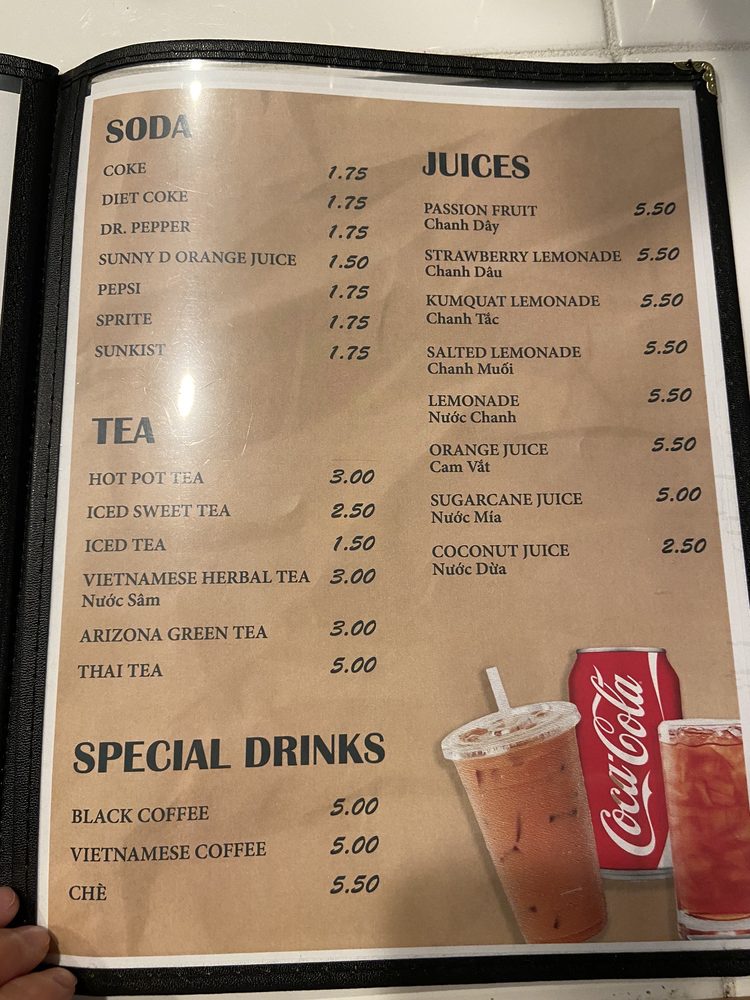 SODA
COKE 1.75
DIET COKE 1.75
DR. PEPPER 1.75
SUNNY D ORANGE JUICE 1.50
PEPSI 1.75
SPRITE 1.75
SUNKIST 1.75
TEA
HOT POT TEA 3.00
ICED SWEET TEA 2.50
ICED TEA 1.50
VIETNAMESE HERBAL TEA 3.00
Nước Sâm
ARIZONA GREEN TEA 3.00
THAI TEA 5.00
SPECIAL DRINKS
BLACK COFFEE 5.00
VIETNAMESE COFFEE 5.00
CHÈ 5.50
JUICES
PASSION FRUIT 5.50
Chanh Dây
STRAWBERRY LEMONADE 5.50
Chanh Dâu
KUMQUAT LEMONADE 5.50
Chanh Tắc
SALTED LEMONADE 5.50
Chanh Muối
LEMONADE 5.50
Nước Chanh
ORANGE JUICE 5.50
Cam Vắt
SUGARCANE JUICE 5.00
Nước Mía
COCONUT JUICE 2.50
Nước Dừa
Coca-Cola